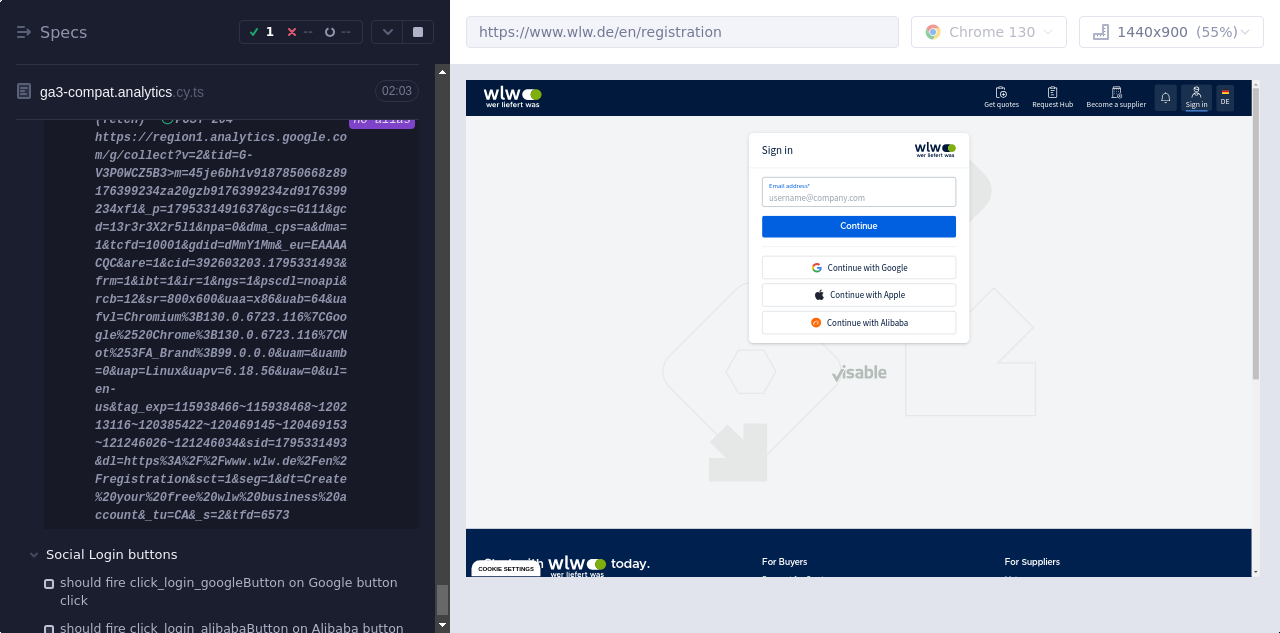 Specs
1
--
--
ga3-compat.analytics.cy.ts
02:03
(fetch) POST 204
no alias
https://region1.analytics.google.co
m/g/collect?v=2&tid=G-
V3P0WCZ5B3&gtm=45je6bh1v9187850668z89
176399234za20gzb9176399234zd9176399
234xf1&_p=1795331491637&gcs=G111&gc
d=13r3r3X2r5l1&npa=0&dma_cps=a&dma=
1&tcfd=10001&gdid=dMmY1Mm&_eu=EAAAA
CQC&are=1&cid=392603203.1795331493&
frm=1&ibt=1&ir=1&ngs=1&pscdl=noapi&
rcb=12&sr=800x600&uaa=x86&uab=64&ua
fvl=Chromium%3B130.0.6723.116%7CGoo
gle%2520Chrome%3B130.0.6723.116%7CN
ot%253FA_Brand%3B99.0.0.0&uam=&uamb
=0&uap=Linux&uapv=6.18.56&uaw=0&ul=
en-
us&tag_exp=115938466~115938468~1202
13116~120385422~120469145~120469153
~121246026~121246034&sid=1795331493
&dl=https%3A%2F%2Fwww.wlw.de%2Fen%2
Fregistration&sct=1&seg=1&dt=Create
%20your%20free%20wlw%20business%20a
ccount&_tu=CA&_s=2&tfd=6573
Social Login buttons
should fire click_login_googleButton on Google button
click
should fire click_login_alibabaButton on Alibaba button
https://www.wlw.de/en/registration
Chrome 130
1440x900 (55%)
wlw
wer liefert was
Get quotes
Request Hub
Become a supplier
Sign in
DE
Sign in
wlw
wer liefert was
Email address*
username@company.com
Continue
Continue with Google
Continue with Apple
Continue with Alibaba
visable
wlw
wer liefert was
today.
For Buyers
For Suppliers
COOKIE SETTINGS